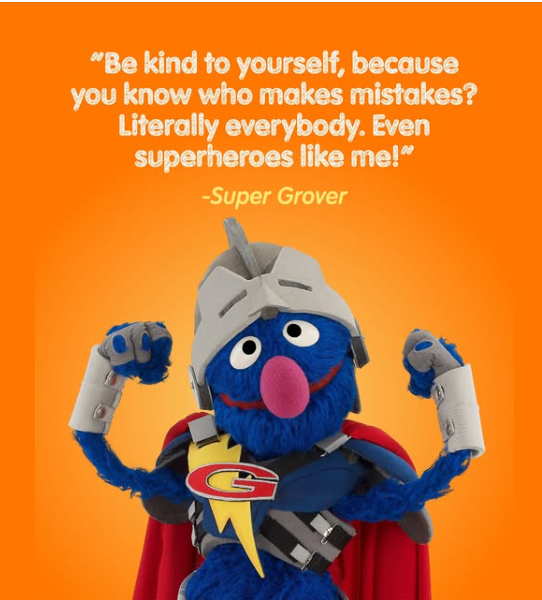 “Be kind to yourself, because
you know who makes mistakes?
Literally everybody. Even
superheroes like me!”
-Super Grover
G